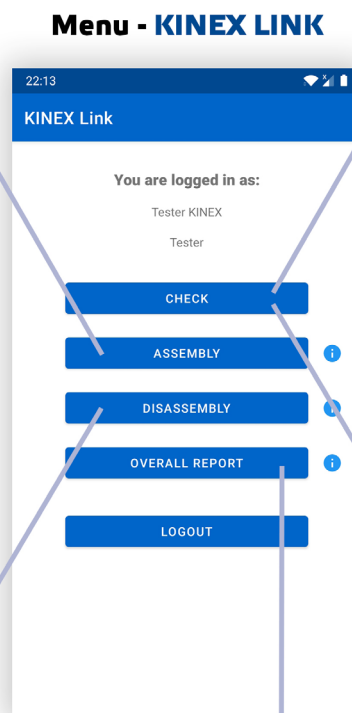 Menu - KINEX LINK
22:13
KINEX Link
You are logged in as:
Tester KINEX
Tester
CHECK
ASSEMBLY
DISASSEMBLY
OVERALL REPORT
LOGOUT